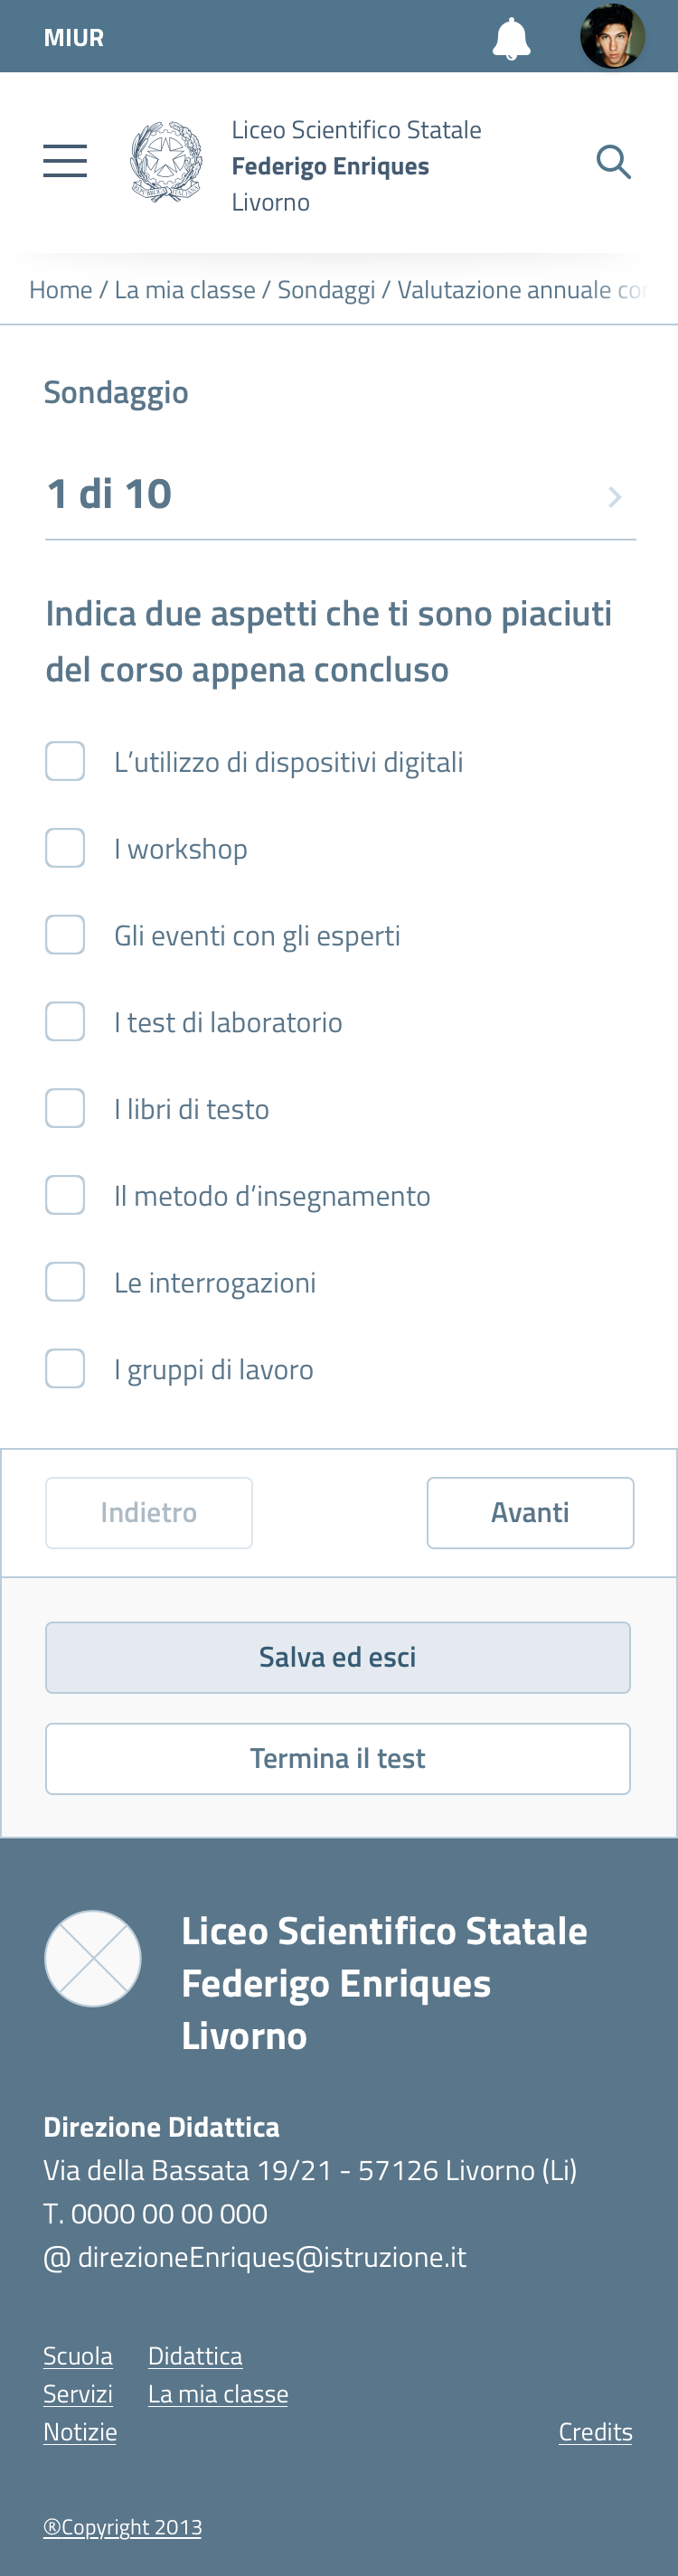 MIUR
Liceo Scientifico Statale
Federigo Enriques
Livorno
Home / La mia classe / Sondaggi / Valutazione annuale
Sondaggio
1 di 10
Indica due aspetti che ti sono piaciuti
del corso appena concluso
L’utilizzo di dispositivi digitali
I workshop
Gli eventi con gli esperti
I test di laboratorio
I libri di testo
Il metodo d’insegnamento
Le interrogazioni
I gruppi di lavoro
Indietro
Avanti
Salva ed esci
Termina il test
Liceo Scientifico Statale
Federigo Enriques
Livorno
Direzione Didattica
Via della Bassata 19/21 - 57126 Livorno (Li)
T. 0000 00 00 000
@ direzioneEnriques@istruzione.it
Scuola Didattica
Servizi La mia classe
Notizie Credits
®Copyright 2013